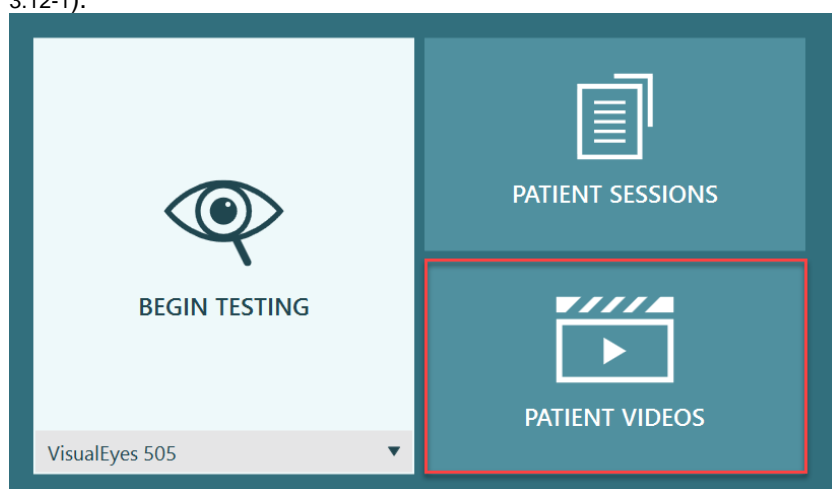 3.12-1).
PATIENT SESSIONS
BEGIN TESTING
PATIENT VIDEOS
VisualEyes 505